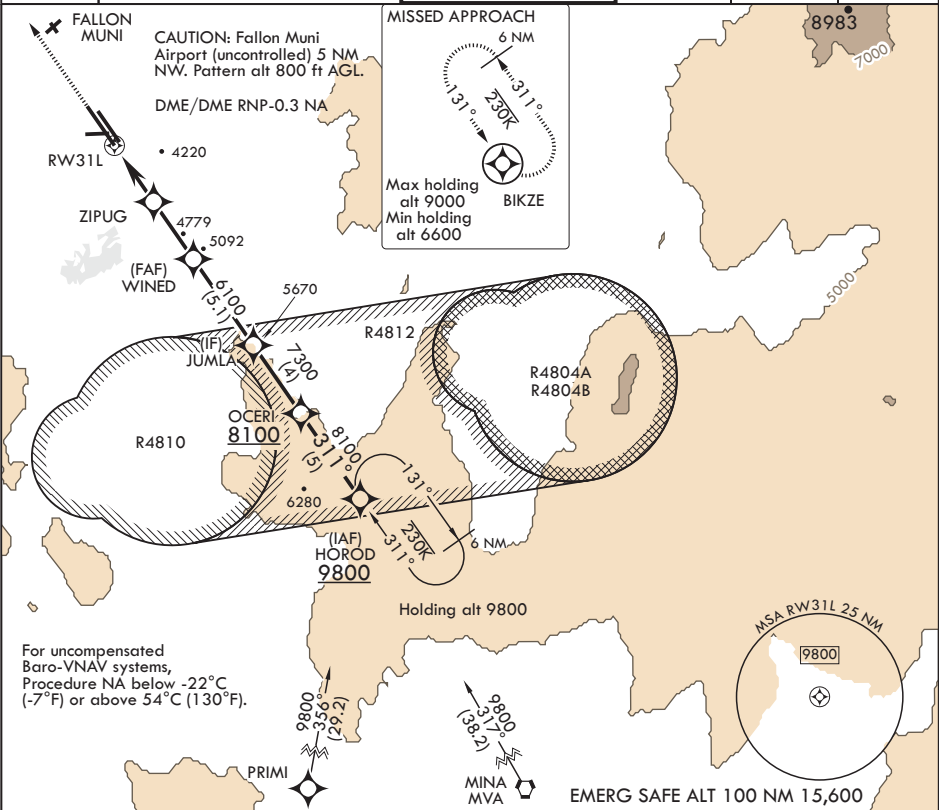 FALLON
MUNI
CAUTION: Fallon Muni
Airport (uncontrolled) 5 NM
NW. Pattern alt 800 ft AGL.
DME/DME RNP-0.3 NA
MISSED APPROACH
6 NM
311°
230K
131°
BIKZE
Max holding
alt 9000
Min holding
alt 6600
8983
7000
RW31L
4220
ZIPUG
4779
5092
(FAF)
WINED
6100
(5.1)
5670
5000
(IF)
JUMLA
7300
(4)
R4812
R4804A
R4804B
OCERI
8100
R4810
8100
311°
(5)
6280
131°
230K
311°
6 NM
(IAF)
HOROD
9800
Holding alt 9800
For uncompensated
Baro-VNAV systems,
Procedure NA below -22°C
(-7°F) or above 54°C (130°F).
MSA RW31L 25 NM
9800
9800
356°
(29.2)
PRIMI
9800
317°
(38.2)
MINA
MVA
EMERG SAFE ALT 100 NM 15,600